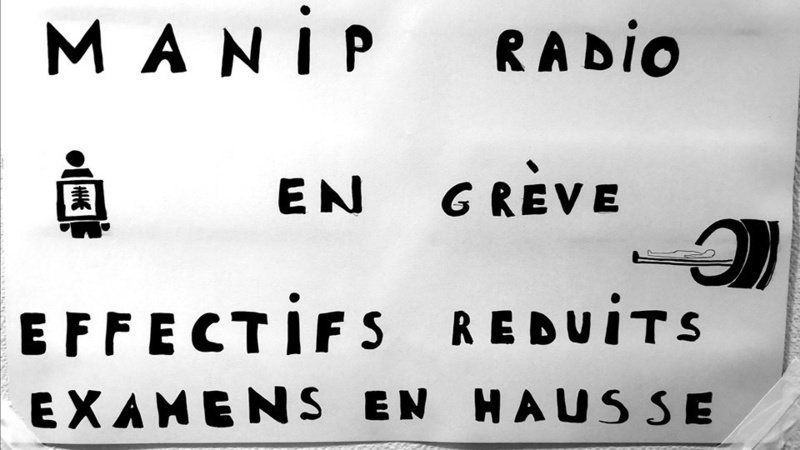 MANiP RADiO
EN GRÈVE
EFFECTiFS REDUiTS
EXAMENS EN HAUSSE